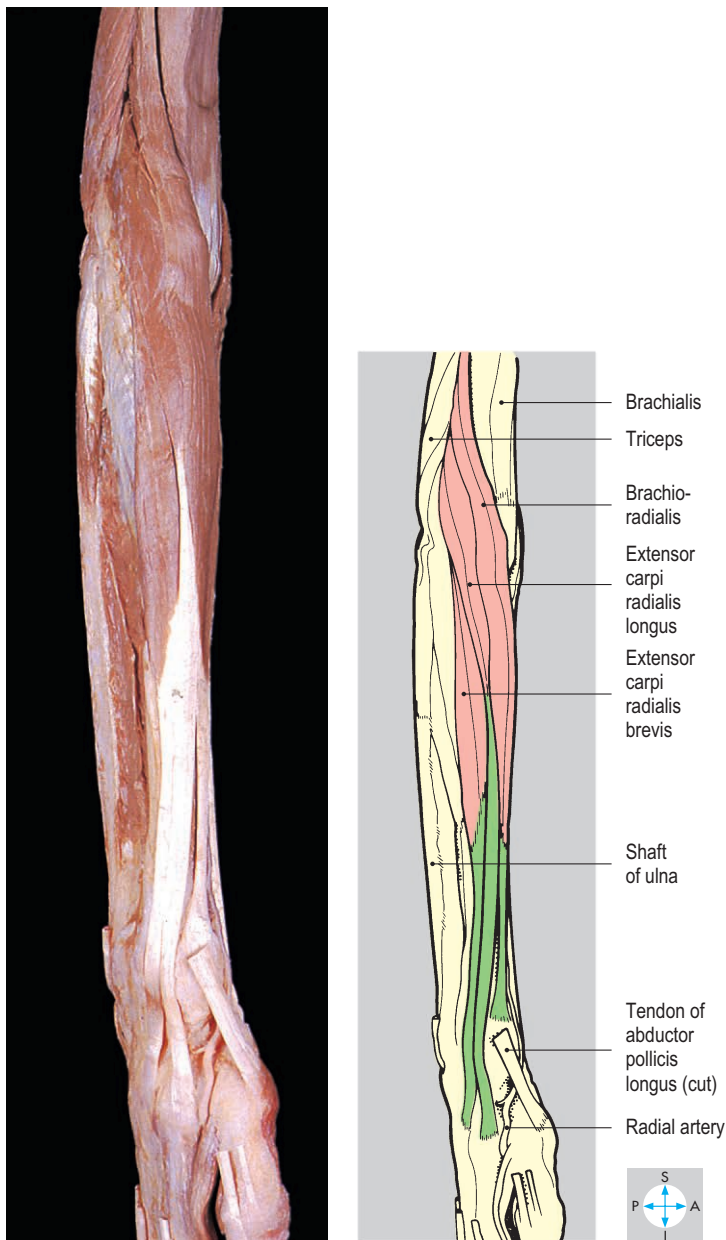 Brachialis
Triceps
Brachio-
radialis
Extensor
carpi
radialis
longus
Extensor
carpi
radialis
brevis
Shaft
of ulna
Tendon of
abductor
pollicis
longus (cut)
Radial artery
S
P A
I